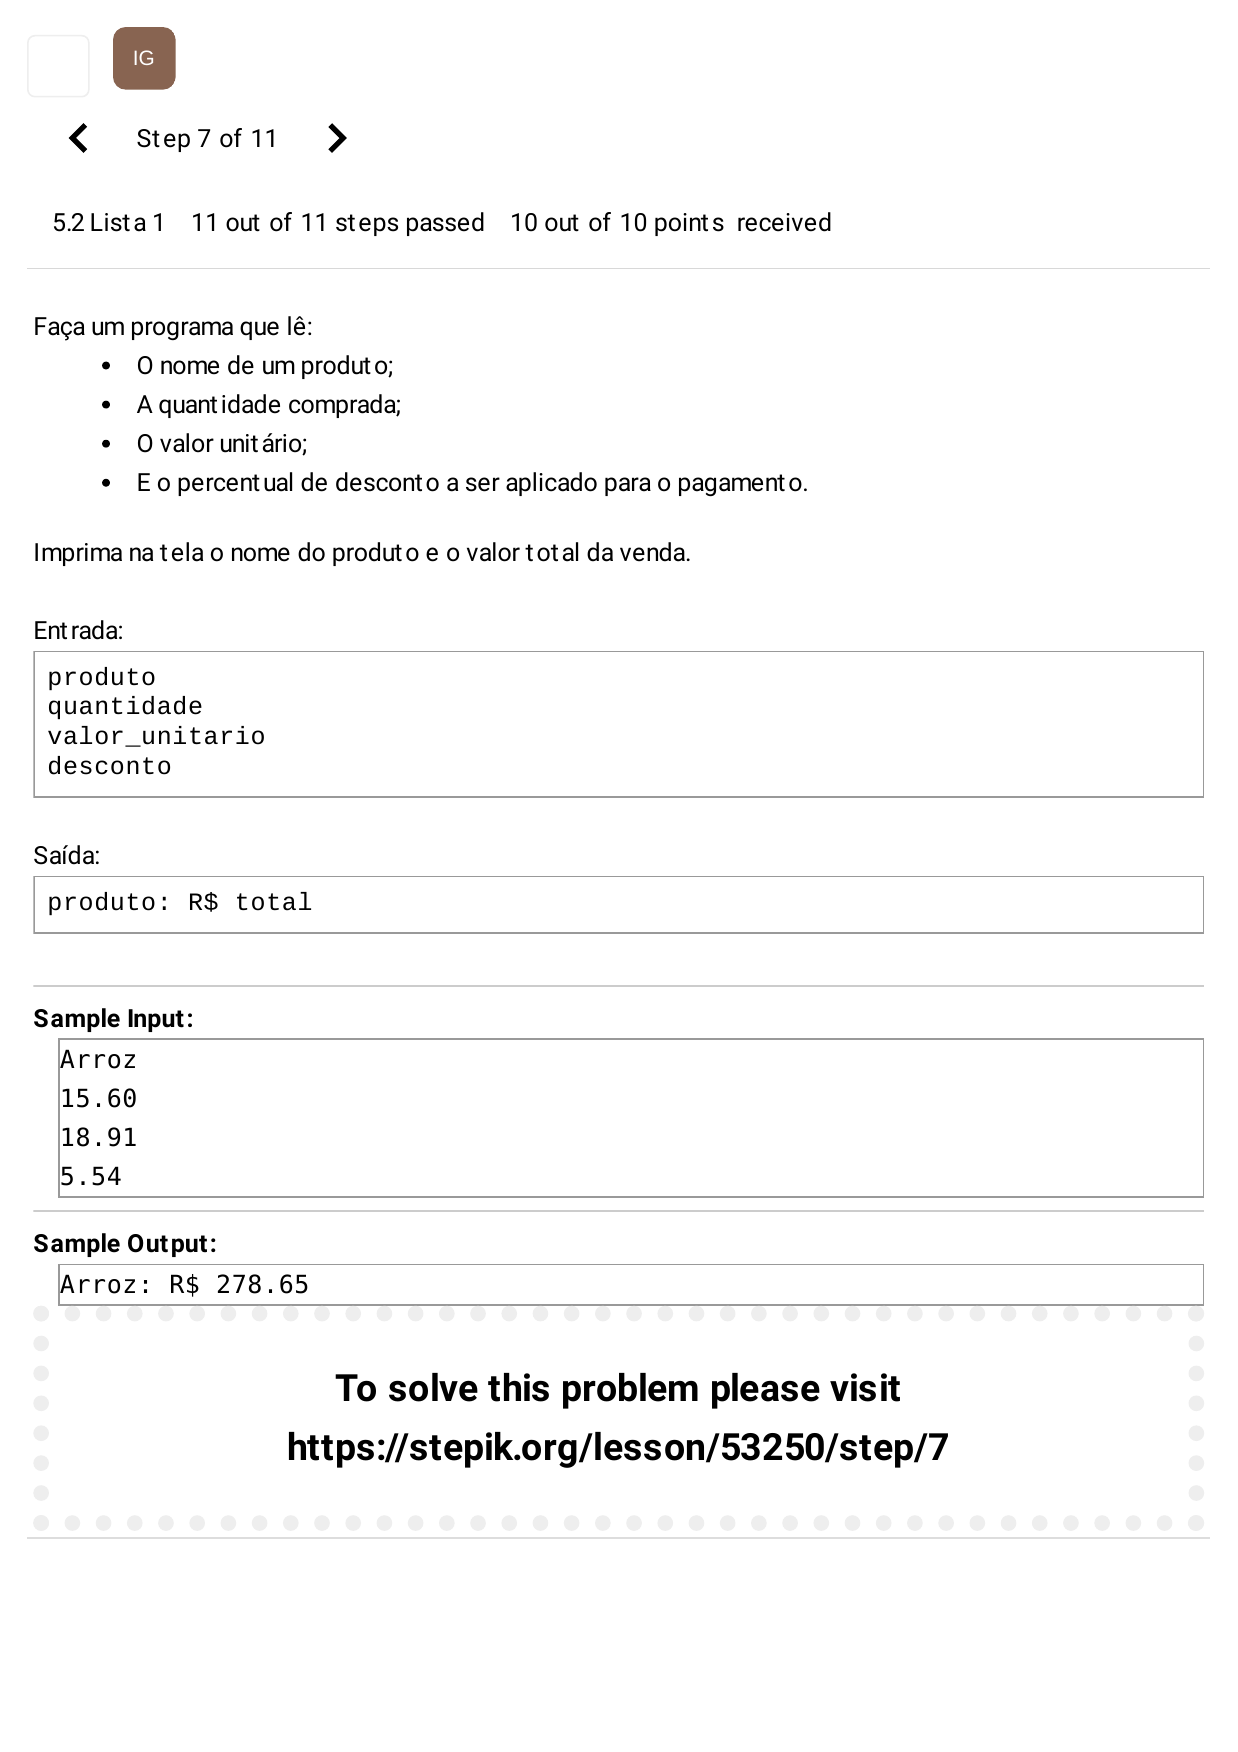 IG
Step 7 of 11
5.2 Lista 1 11 out of 11 steps passed 10 out of 10 points received
Faça um programa que lê:
• O nome de um produto;
• A quantidade comprada;
• O valor unitário;
• E o percentual de desconto a ser aplicado para o pagamento.
Imprima na tela o nome do produto e o valor total da venda.
Entrada:
produto
quantidade
valor_unitario
desconto
Saída:
produto: R$ total
Sample Input:
Arroz
15.60
18.91
5.54
Sample Output:
Arroz: R$ 278.65
To solve this problem please visit
https://stepik.org/lesson/53250/step/7